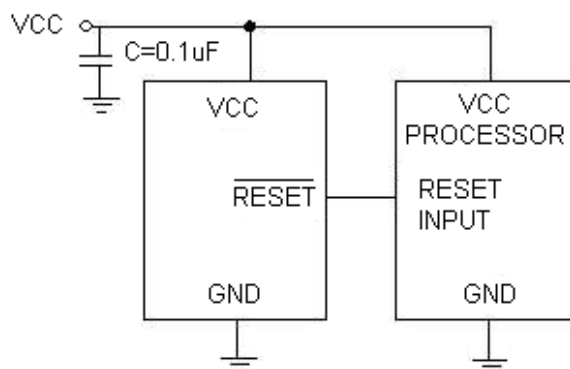 VCC
C=0.1uF
VCC
RESET
GND
VCC
PROCESSOR
RESET
INPUT
GND